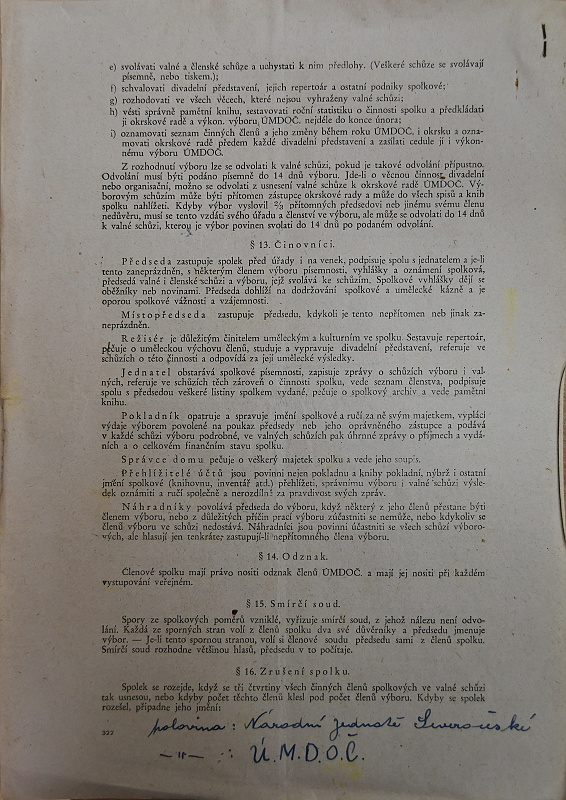 e) svolávati valné a členské schůze a uchystati k nim předlohy. (Veškeré schůze se svolávají
písemně, nebo tiskem.);
f) schvalovati divadelní představení, jejich repertoár a ostatní podniky spolkové;
g) rozhodovati ve všech věcech, které nejsou vyhraženy valné schůzi;
h) vésti správně pamětní knihu, sestavovati roční statistiku o činnosti spolku a předkládati
ji okrskové radě a výkon. výboru ÚMDOČ. nejdéle do konce února;
i) oznamovati seznam činných členů a jeho změny během roku ÚMDOČ. i okrsku a ozna-
movati okrskové radě předem každé divadelní představení a zasílati cedule jí i výkon-
nému výboru ÚMDOČ.
Z rozhodnutí výboru lze se odvolati k valné schůzi, pokud je takové odvolání přípustno.
Odvolání musí býti podáno písemně do 14 dnů výboru. Jde-li o věcnou činnost divadelní
nebo organisační, možno se odvolati z usnesení valné schůze k okrskové radě ÚMDOČ. Vý-
borovým schůzím může býti přítomen zástupce okrskové rady a může do všech spisů a knih
spolku nahlížeti. Kdyby výbor vyslovil ⅔ přítomných předsedovi neb jinému svému členu
nedůvěru, musí se tento vzdáti svého úřadu a členství ve výboru, ale může se odvolati do 14 dnů
k valné schůzi, kterou je výbor povinen svolati do 14 dnů po podaném odvolání.
§ 13. Činovníci.
Předseda zastupuje spolek před úřady i na venek, podpisuje spolu s jednatelem a je-li
tento zaneprázdněn, s některým členem výboru písemnosti, vyhlášky a oznámení spolková,
předsedá valné i členské schůzi a výboru, jejž svolává ke schůzím. Spolkové vyhlášky dějí se
oběžníky neb novinami. Předseda dohlíží na dodržování spolkové a umělecké kázně a je
oporou spolkové vážnosti a vzájemnosti.
Místopředseda zastupuje předsedu, kdykoli je tento nepřítomen neb jinak za-
neprázdněn.
Režisér je důležitým činitelem uměleckým a kulturním ve spolku. Sestavuje repertoár,
pečuje o uměleckou výchovu členů, studuje a vypravuje divadelní představení, referuje ve
schůzích o této činnosti a odpovídá za její umělecké výsledky.
Jednatel obstarává spolkové písemnosti, zapisuje zprávy o schůzích výboru i val-
ných, referuje ve schůzích těch zároveň o činnosti spolku, vede seznam členstva, podpisuje
spolu s předsedou veškeré listiny spolkem vydané, pečuje o spolkový archiv a vede pamětní
knihu.
Pokladník opatruje a spravuje jmění spolkové a ručí za ně svým majetkem, vyplácí
výdaje výborem povolené na poukaz předsedy neb jeho oprávněného zástupce a podává
v každé schůzi výboru podrobné, ve valných schůzích pak úhrnné zprávy o příjmech a vydá-
ních a o celkovém finančním stavu spolku.
Správce domu pečuje o veškerý majetek spolku a vede jeho soupis.
Přehlížitelé účtů jsou povinni nejen pokladnu a knihy pokladní, nýbrž i ostatní
jmění spolkové (knihovnu, inventář atd.) přehlížeti, správnímu výboru i valné schůzi výsle-
dek oznámiti a ručí společně a nerozdílně za pravdivost svých zpráv.
Náhradníky povolává předseda do výboru, když některý z jeho členů přestane býti
členem výboru, nebo z důležitých příčin prací výboru zúčastniti se nemůže, nebo kdykoliv se
členů výboru ve schůzi nedostává. Náhradníci jsou povinni účastniti se všech schůzí výboro-
vých, ale hlasují jen tenkráte, zastupují-li nepřítomného člena výboru.
§ 14. Odznak.
Členové spolku mají právo nositi odznak členů ÚMDOČ. a mají jej nositi při každém
vystupování veřejném.
§ 15. Smírčí soud.
Spory ze spolkových poměrů vzniklé, vyřizuje smírčí soud, z jehož nálezu není odvo-
lání. Každá ze sporných stran volí z členů spolku dva své důvěrníky a předsedu jmenuje
výbor. — Je-li tento spornou stranou, volí si členové soudu předsedu sami z členů spolku.
Smírčí soud rozhodne většinou hlasů, předsedu v to počítaje.
§ 16. Zrušení spolku.
Spolek se rozejde, když se tři čtvrtiny všech činných členů spolkových ve valné schůzi
tak usnesou, nebo kdyby počet těchto členů klesl pod počet členů výboru. Kdyby se spolek
rozešel, připadne jeho jmění:
polovina : Národní Jednotě Severočeské
—"— : Ú.M.D.O.Č.
322